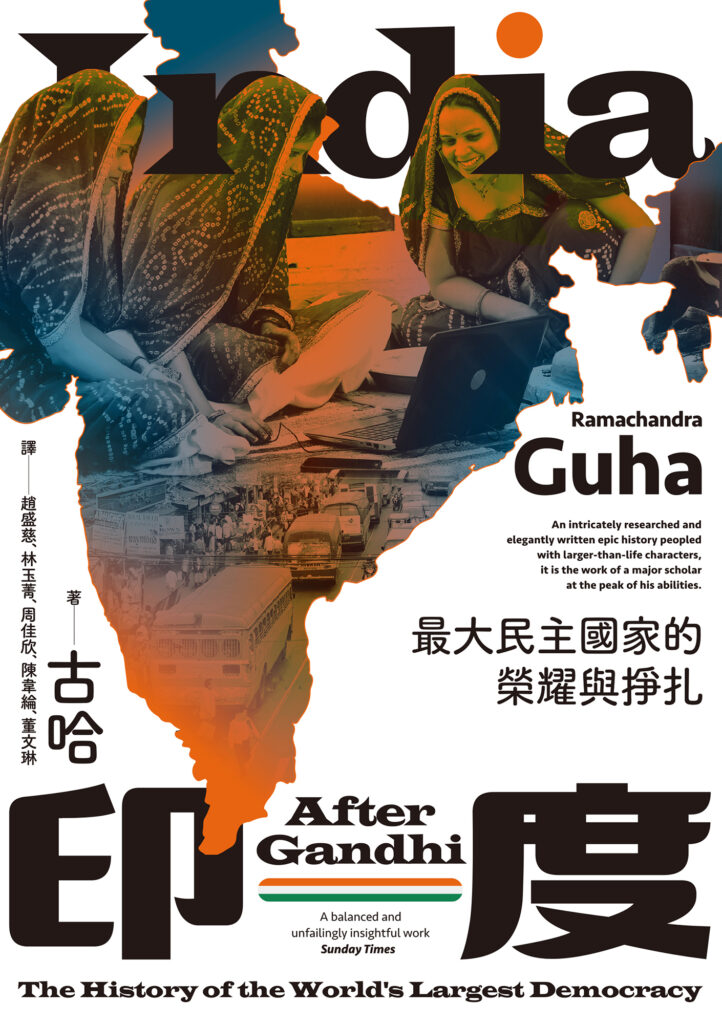 India
Ramachandra
Guha
An intricately researched and
elegantly written epic history peopled
with larger-than-life characters,
it is the work of a major scholar
at the peak of his abilities.
最大民主國家的
榮耀與掙扎
著——古哈
譯——趙盛慈、林玉菁、周佳欣、陳韋綸、董文琳
印度
After
Gandhi
A balanced and
unfailingly insightful work
Sunday Times
The History of the World's Largest Democracy